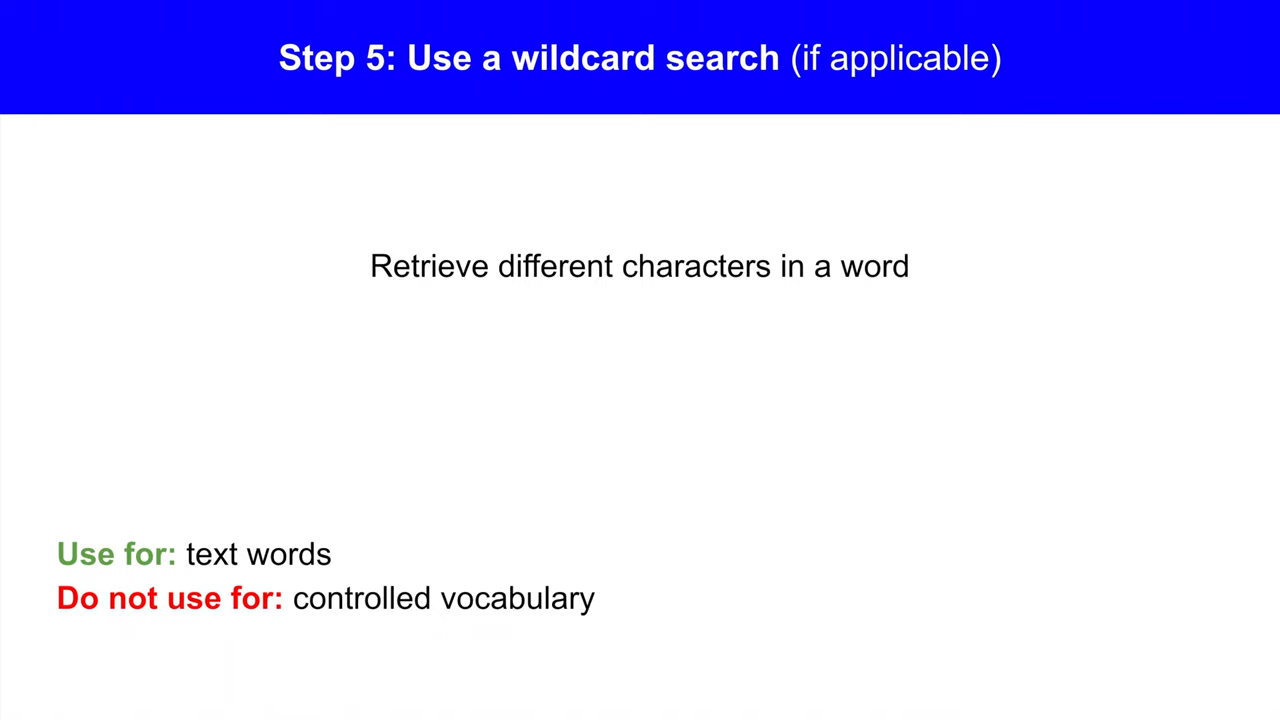 Step 5: Use a wildcard search (if applicable)
Retrieve different characters in a word
Use for: text words
Do not use for: controlled vocabulary